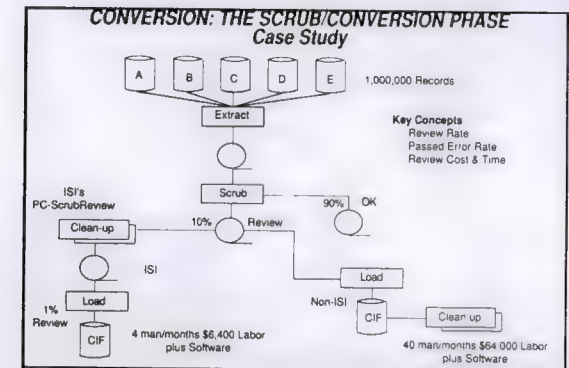 CONVERSION: THE SCRUB/CONVERSION PHASE
Case Study
A B C D E
1,000,000 Records
Extract
Key Concepts
Review Rate
Passed Error Rate
Review Cost & Time
Scrub
90% OK
ISI's
PC-ScrubReview
Clean-up
10% Review
ISI
Load
Load
1%
Review
Non-ISI
CIF
CIF
Clean up
4 man/months $6,400 Labor
plus Software
40 man/months $64 000 Labor
plus Software